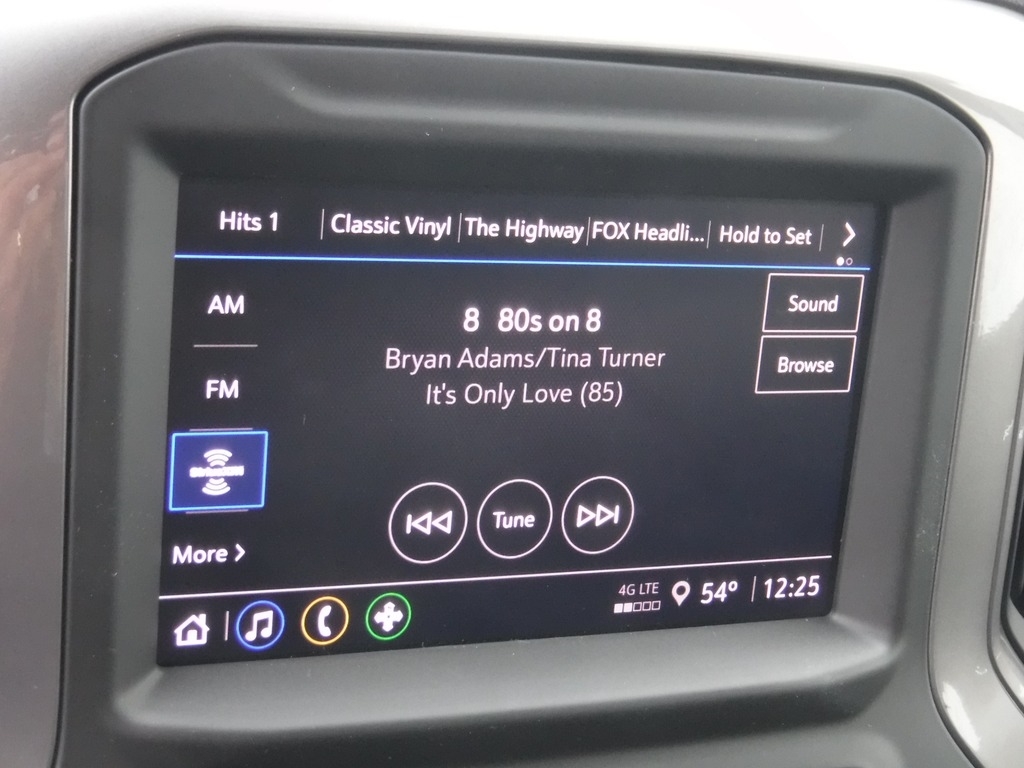 Hits 1 Classic Vinyl The Highway FOX Headli... Hold to Set
AM
8 80s on 8
Sound
Bryan Adams/Tina Turner
Browse
FM
It's Only Love (85)
Tune
More
4G LTE 54° 12:25